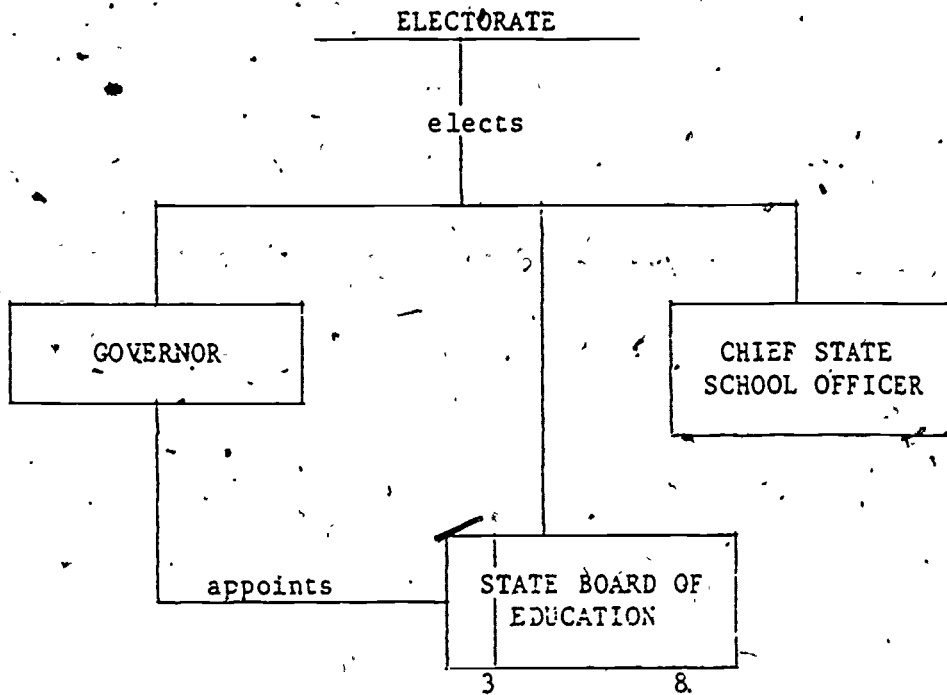 ELECTORATE
elects
GOVERNOR
CHIEF STATE
SCHOOL OFFICER
appoints
STATE BOARD OF
EDUCATION
3 8.